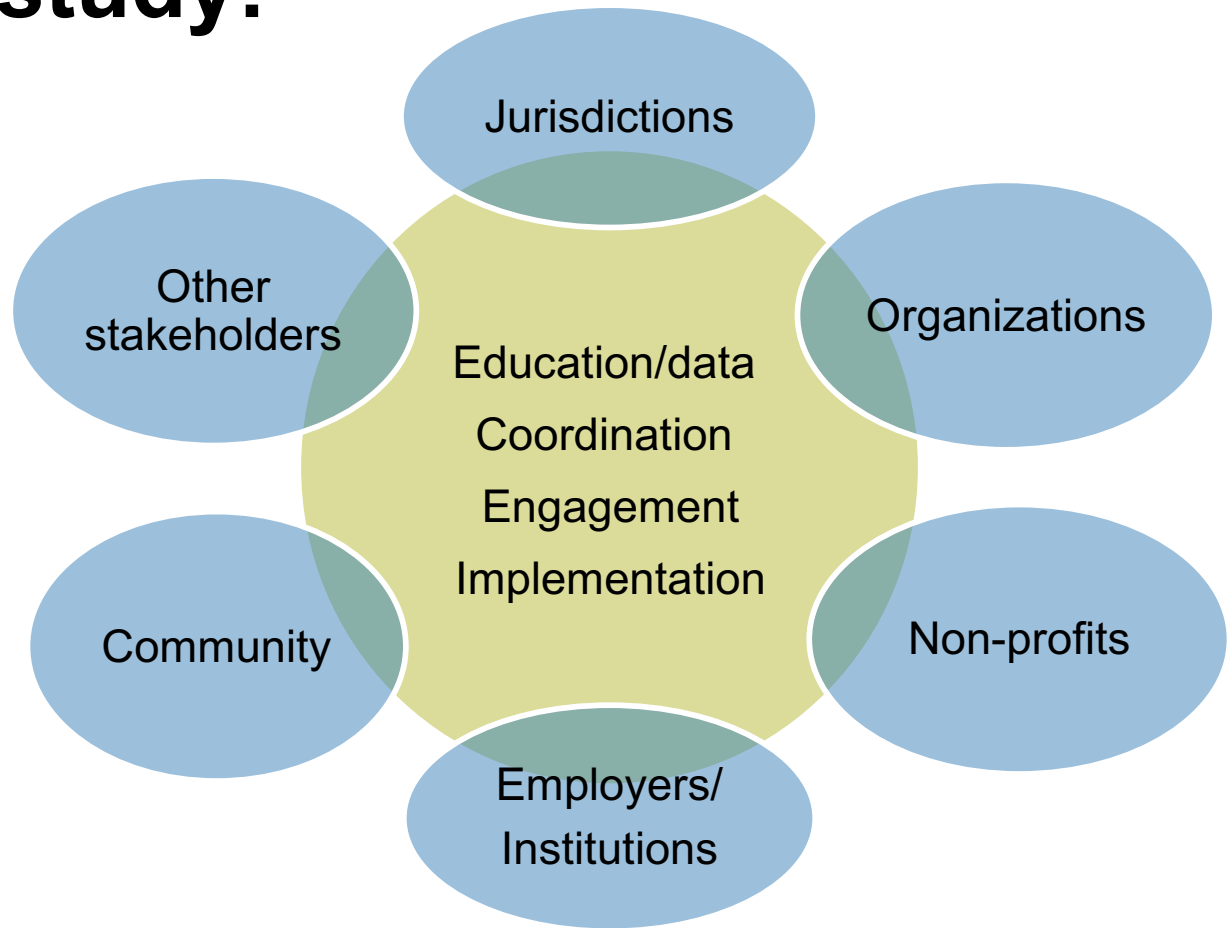 study:
Jurisdictions
Other
stakeholders
Organizations
Education/data
Coordination
Engagement
Implementation
Community
Non-profits
Employers/
Institutions